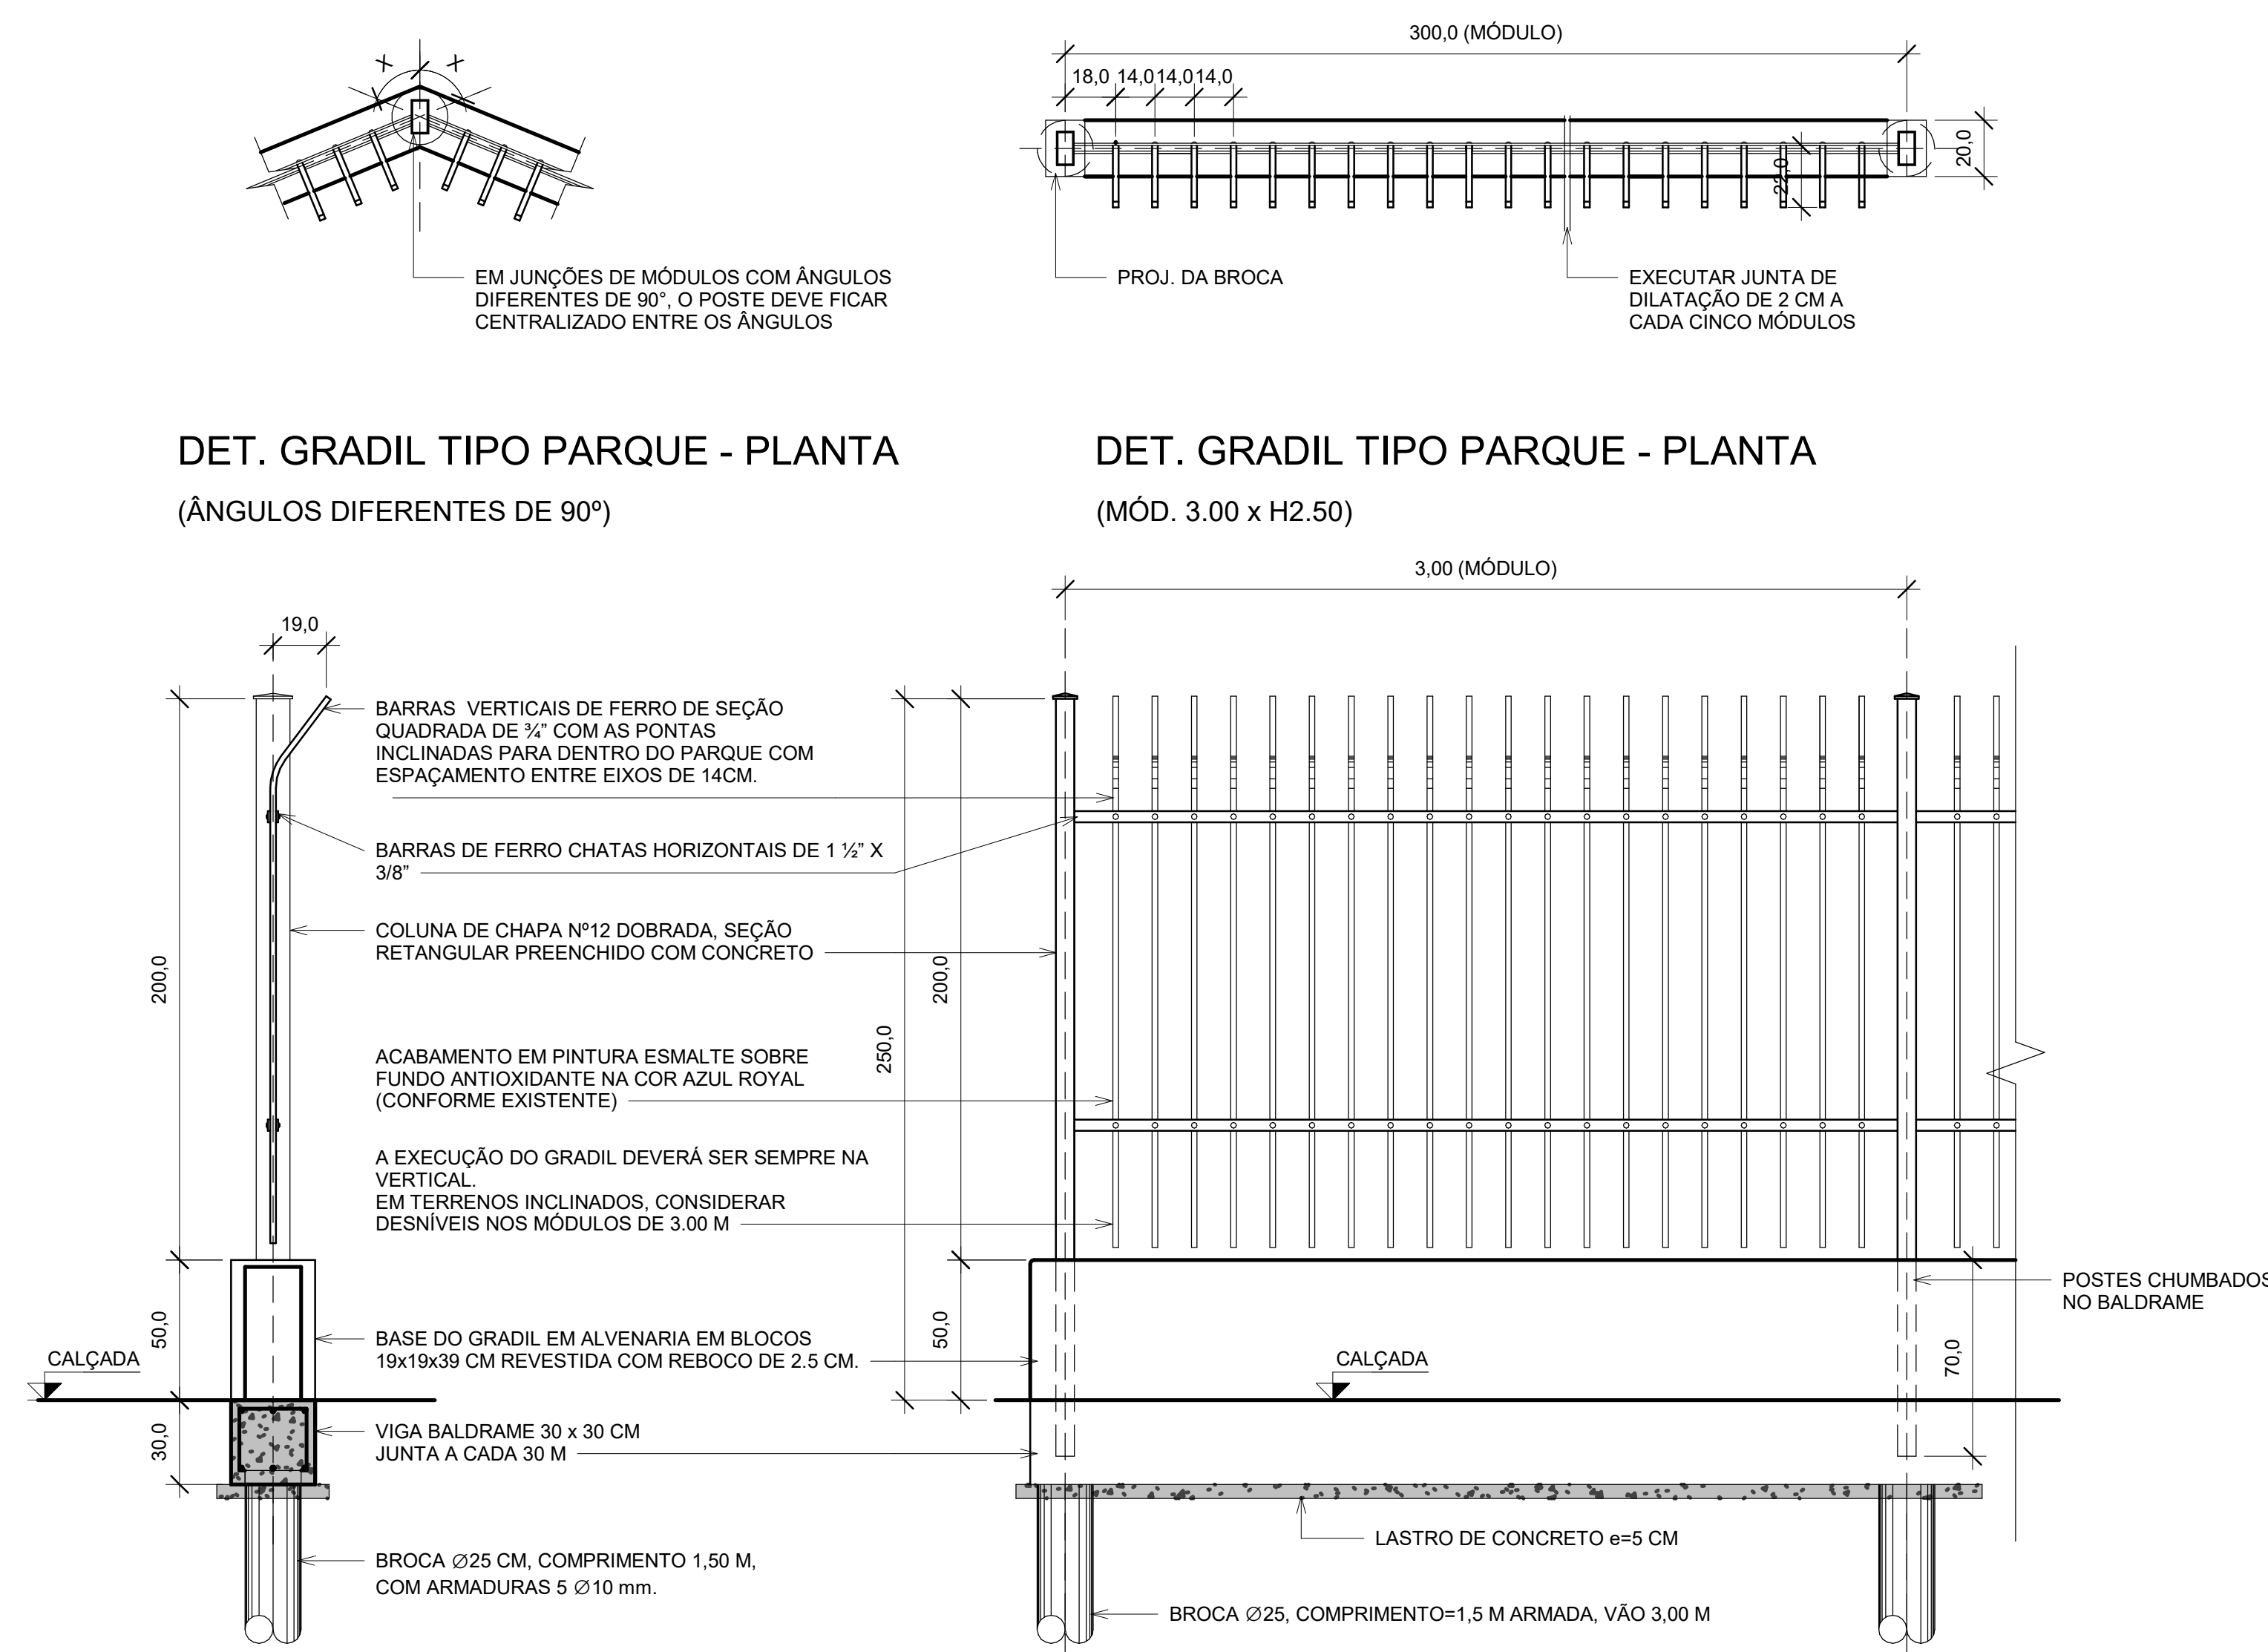 300,0 (MÓDULO)
18,0 14,0 14,0 14,0
X X
20,0
22,0
EM JUNÇÕES DE MÓDULOS COM ÂNGULOS
DIFERENTES DE 90°, O POSTE DEVE FICAR
CENTRALIZADO ENTRE OS ÂNGULOS
PROJ. DA BROCA
EXECUTAR JUNTA DE
DILATAÇÃO DE 2 CM A
CADA CINCO MÓDULOS
DET. GRADIL TIPO PARQUE - PLANTA
(ÂNGULOS DIFERENTES DE 90º)
DET. GRADIL TIPO PARQUE - PLANTA
(MÓD. 3.00 x H2.50)
3,00 (MÓDULO)
19,0
BARRAS VERTICAIS DE FERRO DE SEÇÃO
QUADRADA DE ¾” COM AS PONTAS
INCLINADAS PARA DENTRO DO PARQUE COM
ESPAÇAMENTO ENTRE EIXOS DE 14CM.
BARRAS DE FERRO CHATAS HORIZONTAIS DE 1 ½” X
3/8”
COLUNA DE CHAPA Nº12 DOBRADA, SEÇÃO
RETANGULAR PREENCHIDO COM CONCRETO
200,0
200,0
250,0
ACABAMENTO EM PINTURA ESMALTE SOBRE
FUNDO ANTIOXIDANTE NA COR AZUL ROYAL
(CONFORME EXISTENTE)
A EXECUÇÃO DO GRADIL DEVERÁ SER SEMPRE NA
VERTICAL.
EM TERRENOS INCLINADOS, CONSIDERAR
DESNÍVEIS NOS MÓDULOS DE 3.00 M
POSTES CHUMBADOS
NO BALDRAME
50,0
50,0
70,0
BASE DO GRADIL EM ALVENARIA EM BLOCOS
19x19x39 CM REVESTIDA COM REBOCO DE 2.5 CM.
CALÇADA
CALÇADA
30,0
VIGA BALDRAME 30 x 30 CM
JUNTA A CADA 30 M
LASTRO DE CONCRETO e=5 CM
BROCA ∅25 CM, COMPRIMENTO 1,50 M,
COM ARMADURAS 5 ∅10 mm.
BROCA ∅25, COMPRIMENTO=1,5 M ARMADA, VÃO 3,00 M